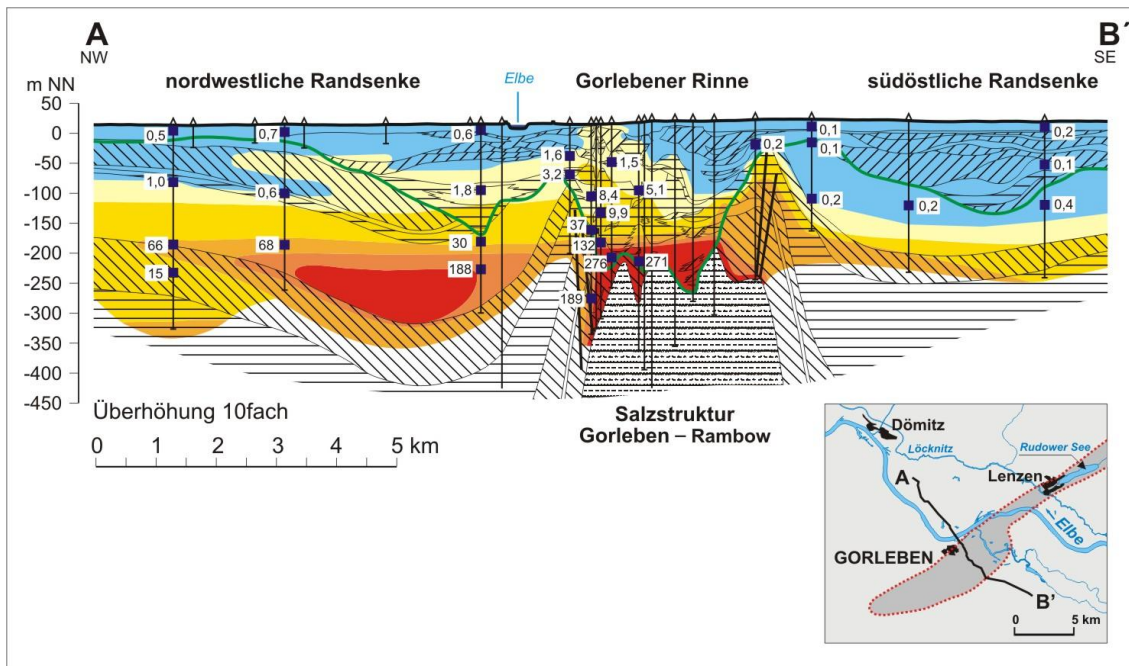 A
NW
B´
SE
m NN
nordwestliche Randsenke
Elbe
Gorlebener Rinne
südöstliche Randsenke
50
0
-50
-100
-150
-200
-250
-300
-350
-400
-450
0,5
0,7
0,6
1,0
0,6
1,8
66
68
30
15
188
1,6
3,2
1,5
8,4
5,1
9,9
37
132
276
271
189
0,2
0,1
0,1
0,2
0,2
0,2
0,1
0,4
Überhöhung 10fach
0 1 2 3 4 5 km
Salzstruktur
Gorleben – Rambow
Dömitz
Löcknitz
Rudower See
Lenzen
A
Elbe
GORLEBEN
B'
0 5 km